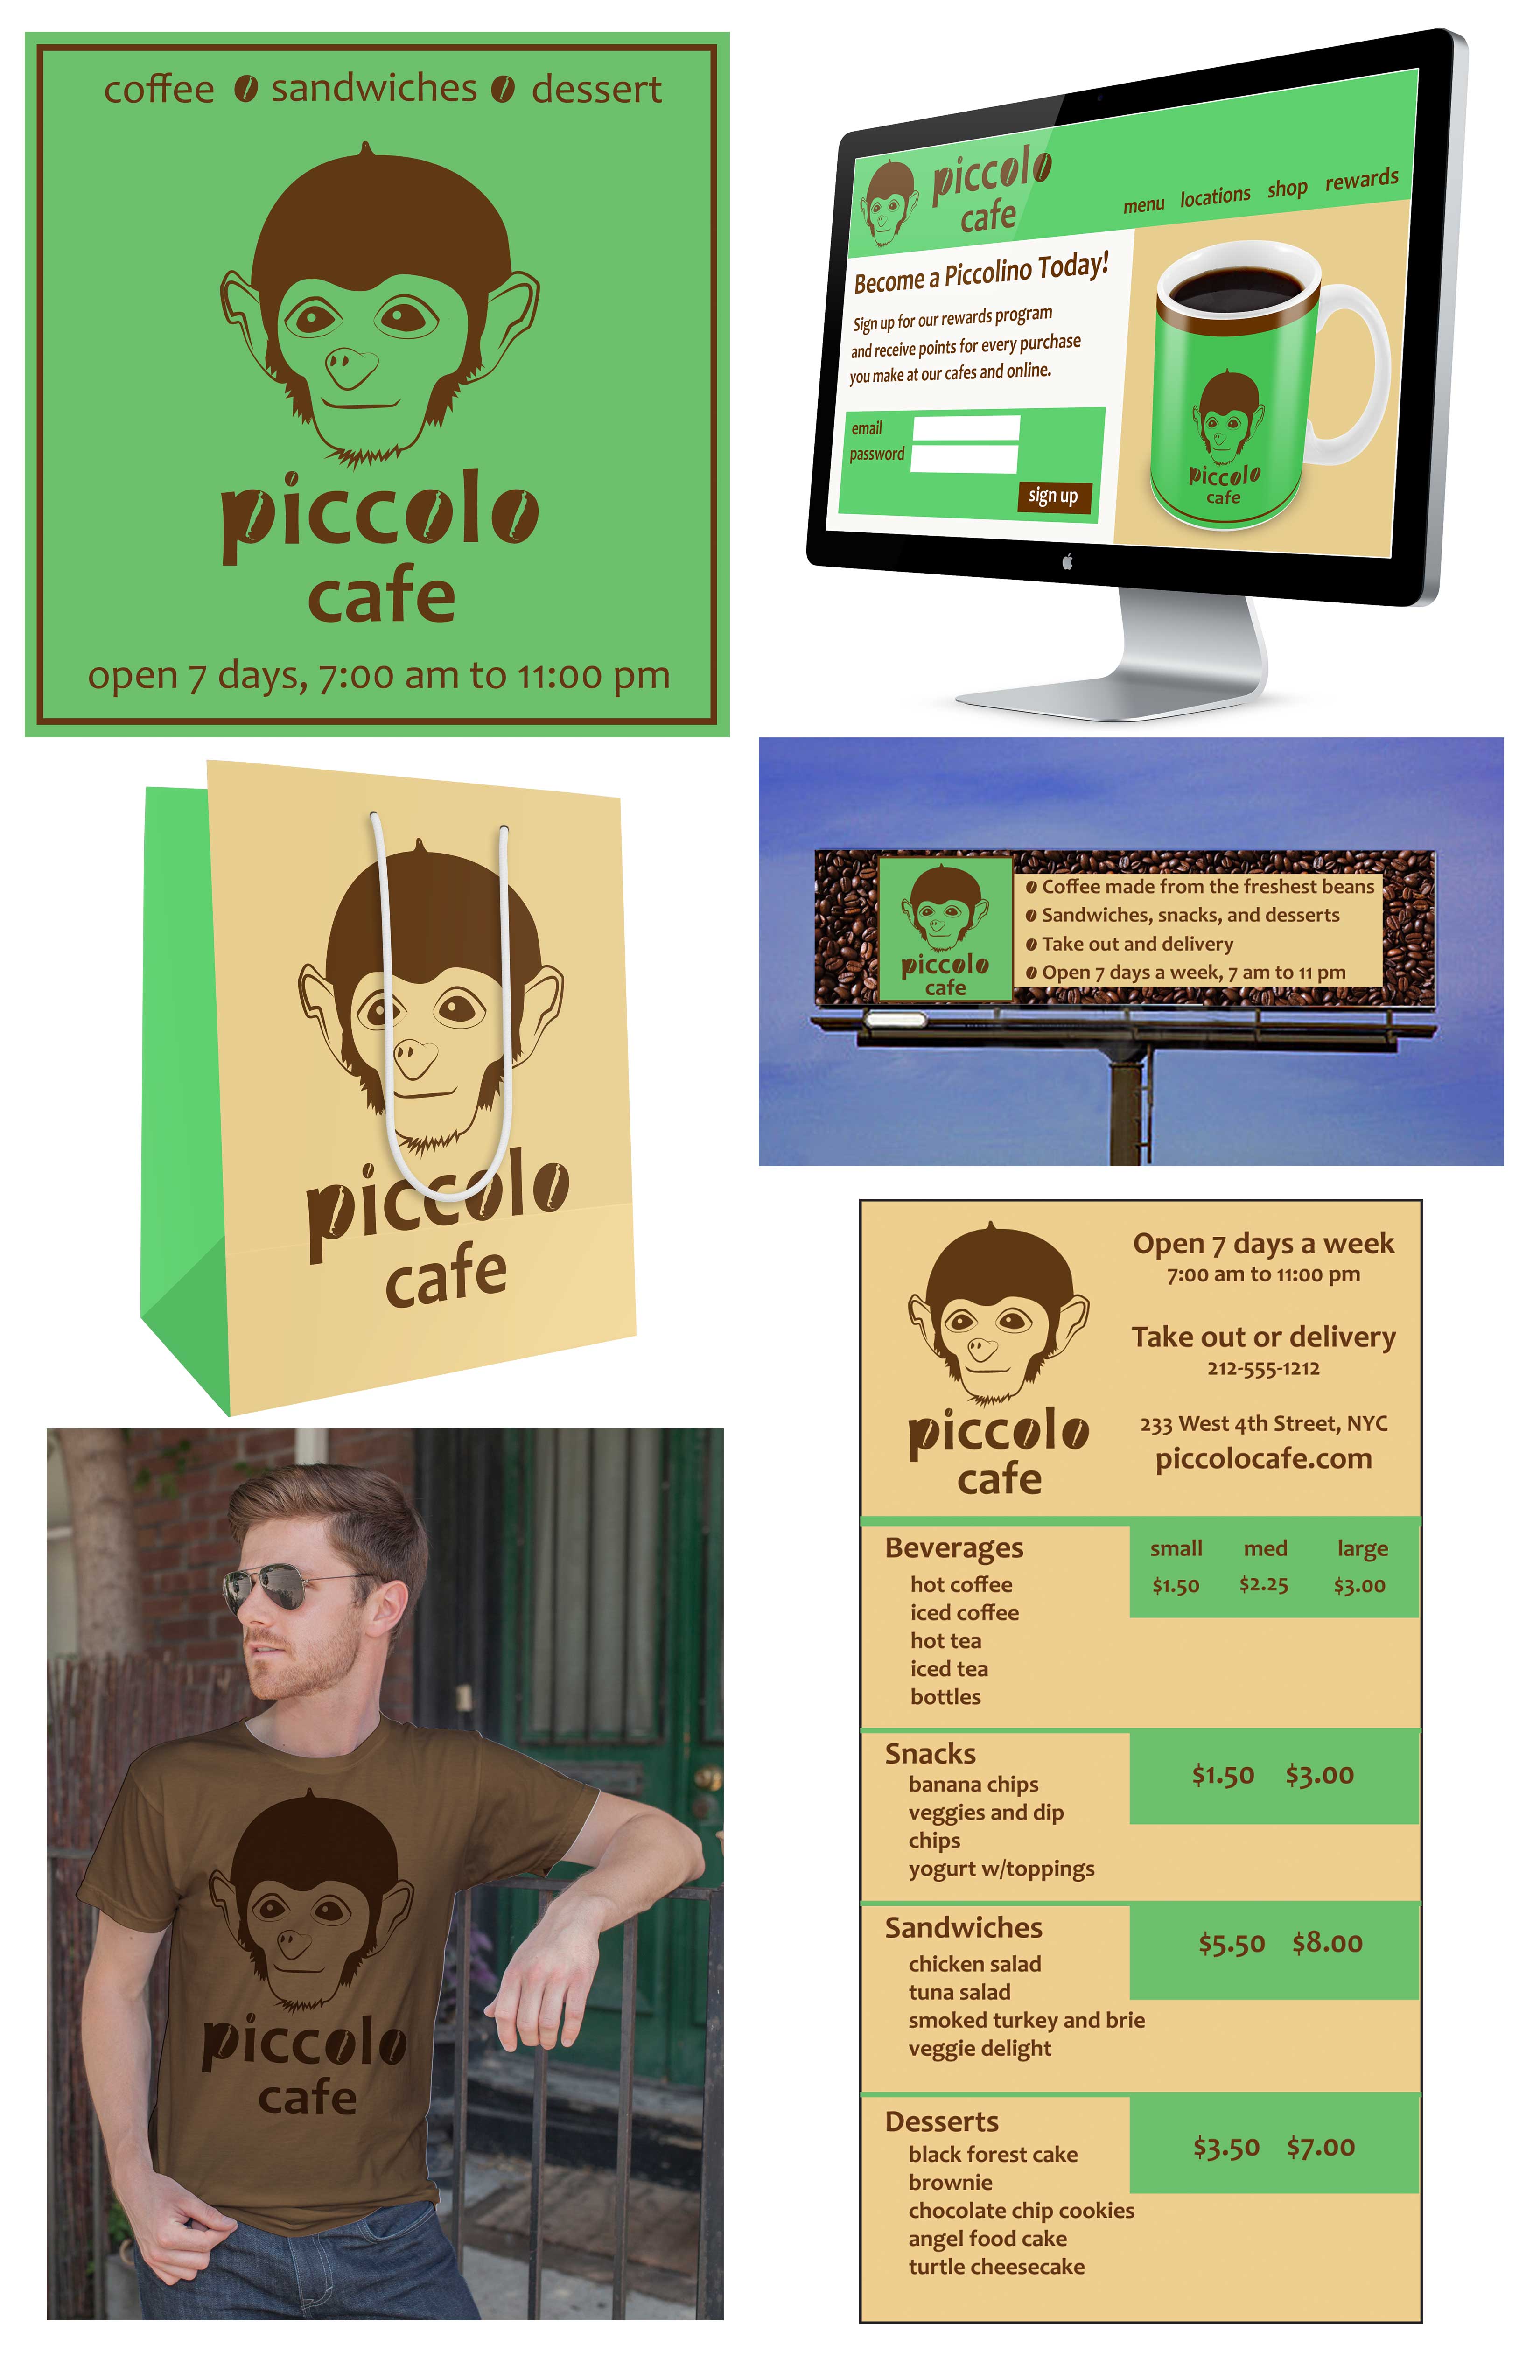 coffee sandwiches dessert
piccolo
cafe
open 7 days, 7:00 am to 11:00 pm
piccolo
cafe
menu locations shop rewards
Become a Piccolino Today!
Sign up for our rewards program
and receive points for every purchase
you make at our cafes and online.
email
password
sign up
piccolo
cafe
piccolo
cafe
piccolo
cafe
Coffee made from the freshest beans
Sandwiches, snacks, and desserts
Take out and delivery
Open 7 days a week, 7 am to 11 pm
piccolo
cafe
piccolo
cafe
Open 7 days a week
7:00 am to 11:00 pm
Take out or delivery
212-555-1212
233 West 4th Street, NYC
piccolocafe.com
Beverages
small med large
$1.50 $2.25 $3.00
hot coffee
iced coffee
hot tea
iced tea
bottles
Snacks
$1.50 $3.00
banana chips
veggies and dip
chips
yogurt w/toppings
Sandwiches
$5.50 $8.00
chicken salad
tuna salad
smoked turkey and brie
veggie delight
Desserts
$3.50 $7.00
black forest cake
brownie
chocolate chip cookies
angel food cake
turtle cheesecake